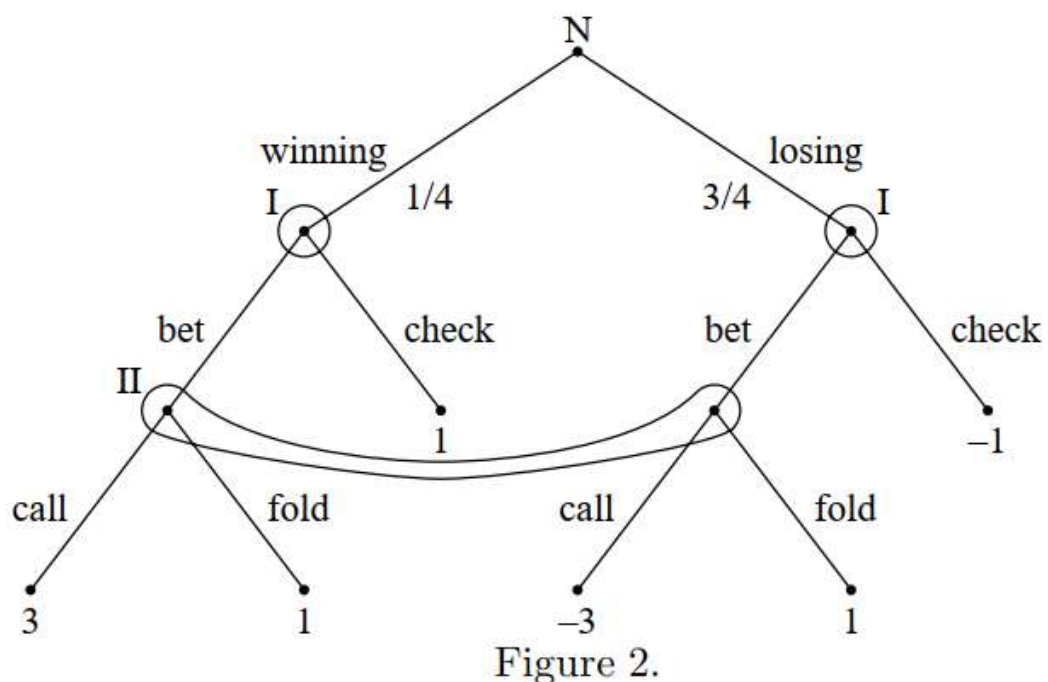 N
winning losing
I 1/4 3/4 I
bet check bet check
II
1 –1
call fold call fold
3 1 –3 1
Figure 2.